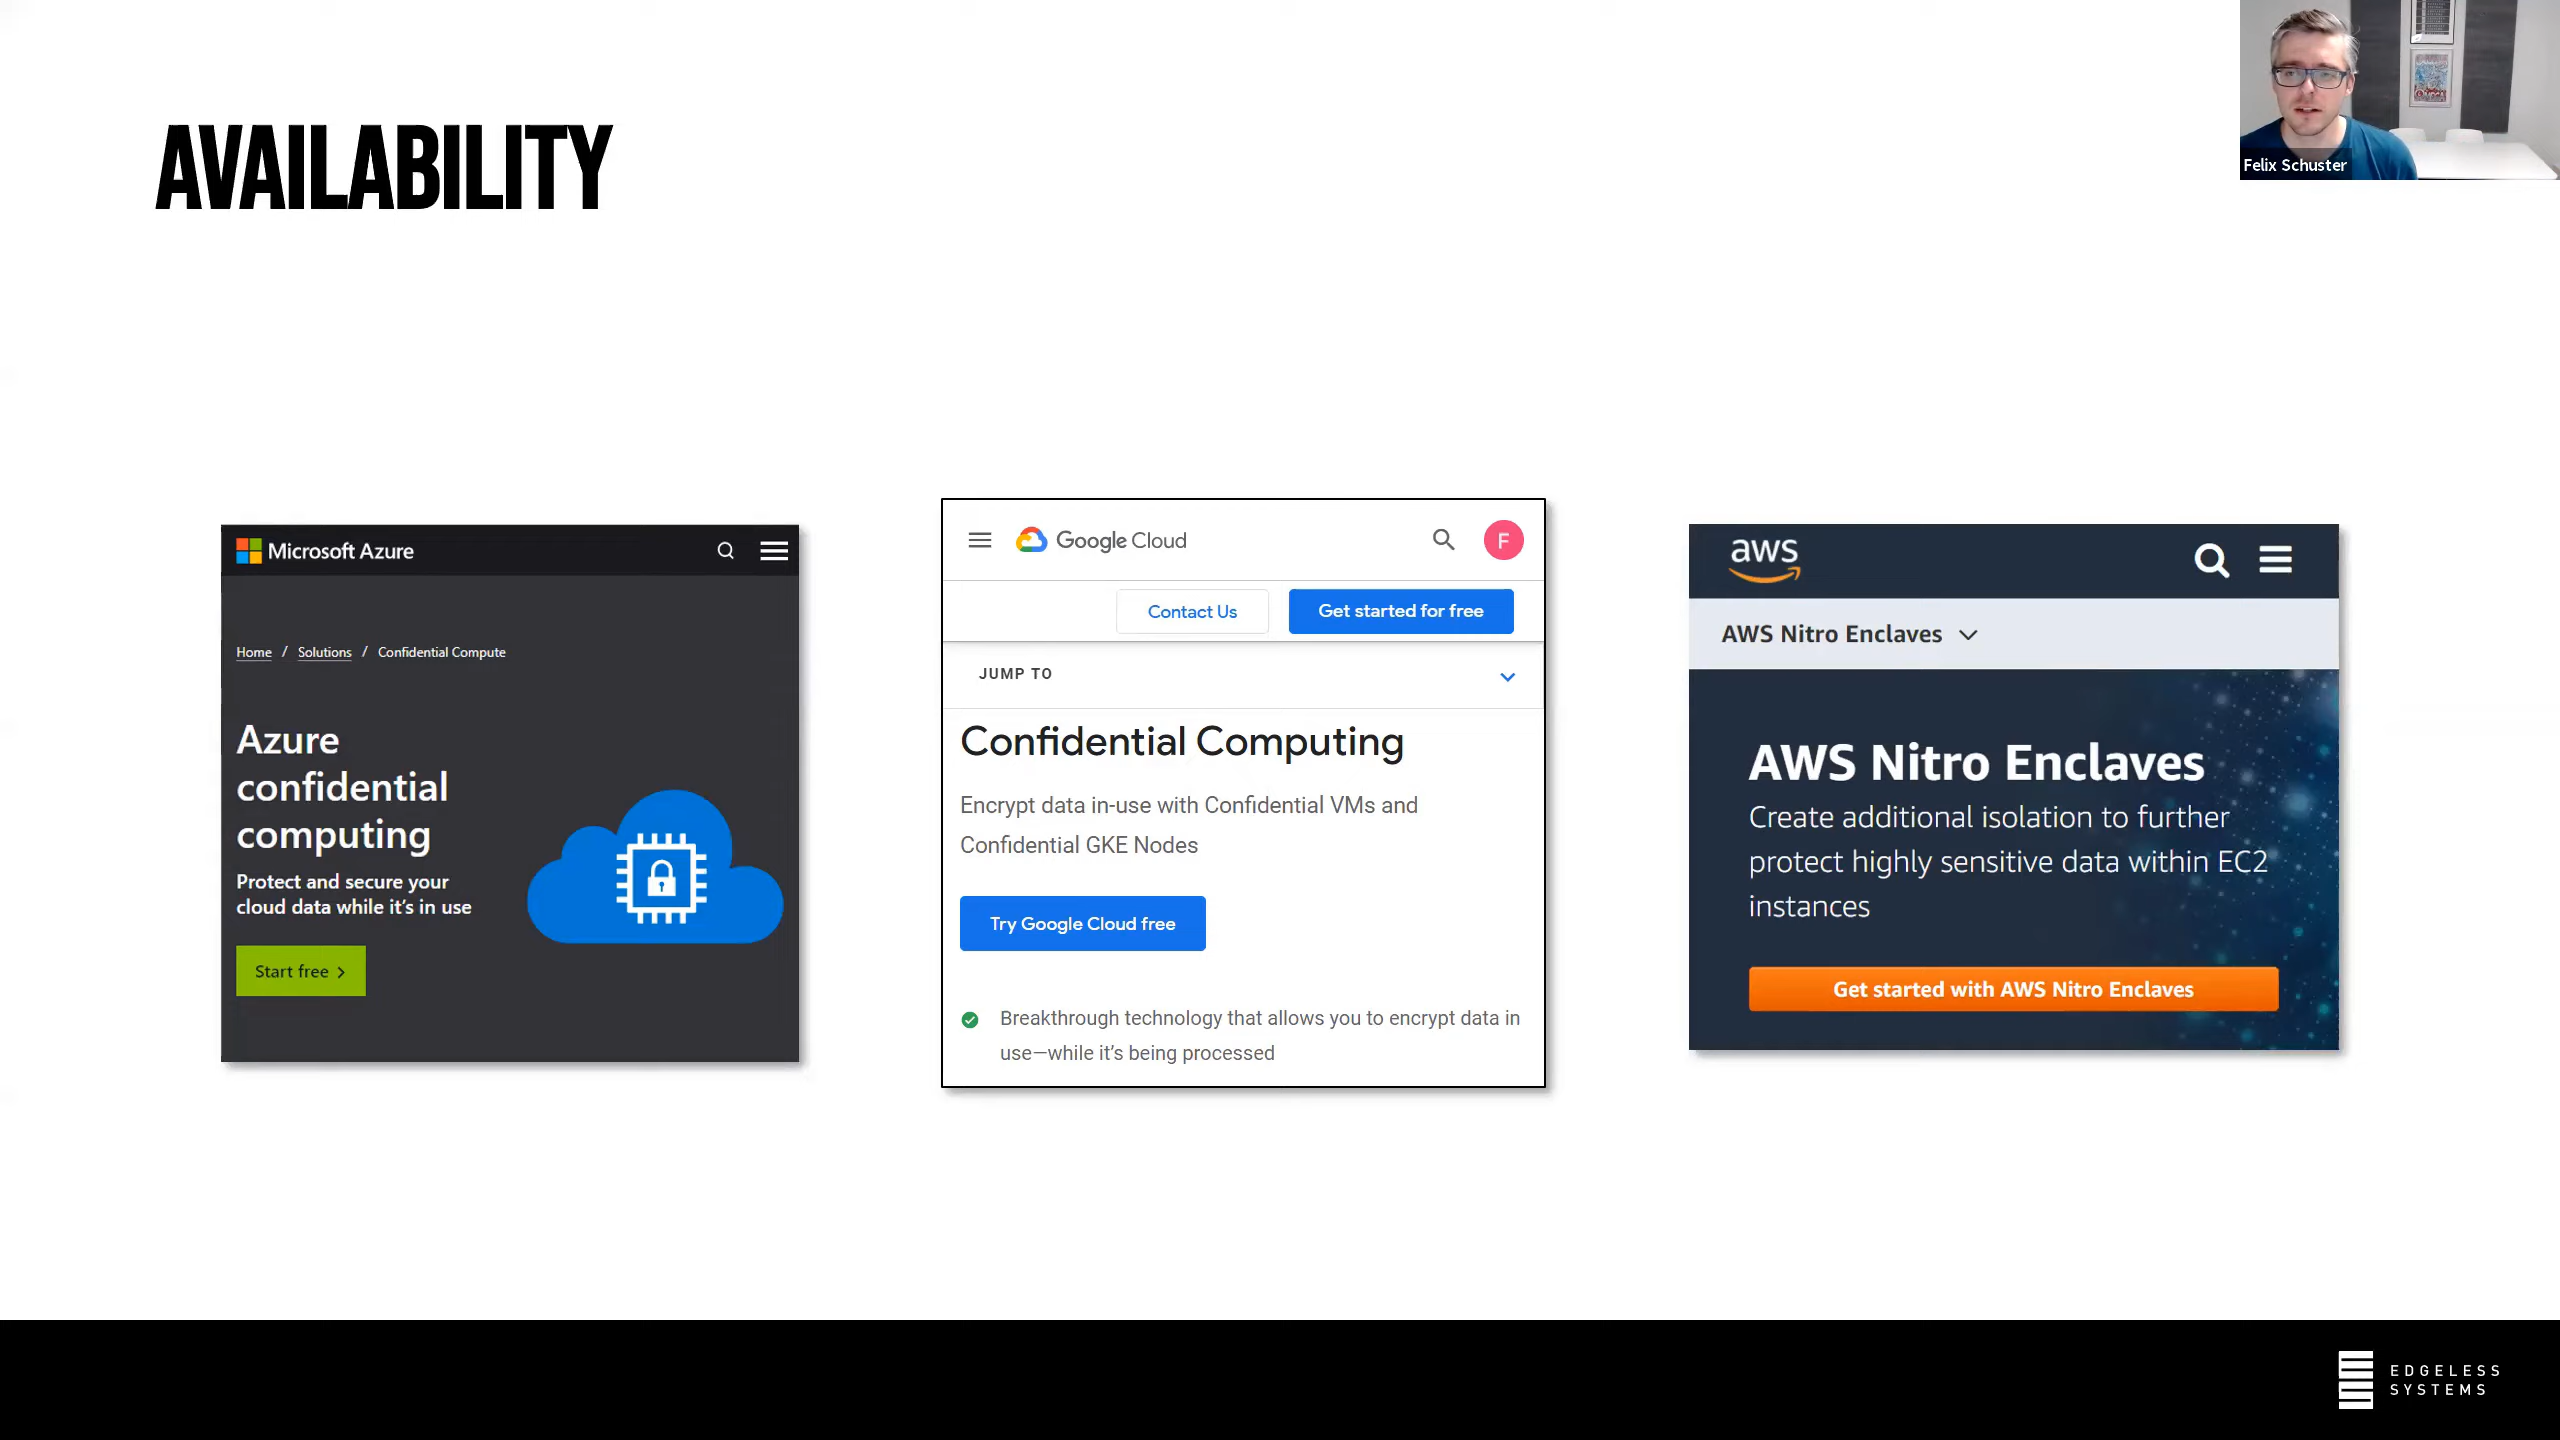 AVAILABILITY
Felix Schuster
Microsoft Azure
Home / Solutions / Confidential Compute
Azure
confidential
computing
Protect and secure your
cloud data while it's in use
Start free >
Google Cloud
F
Contact Us
Get started for free
JUMP TO
Confidential Computing
Encrypt data in-use with Confidential VMs and
Confidential GKE Nodes
Try Google Cloud free
Breakthrough technology that allows you to encrypt data in
use—while it's being processed
aws
AWS Nitro Enclaves
AWS Nitro Enclaves
Create additional isolation to further
protect highly sensitive data within EC2
instances
Get started with AWS Nitro Enclaves
EDGELESS
SYSTEMS